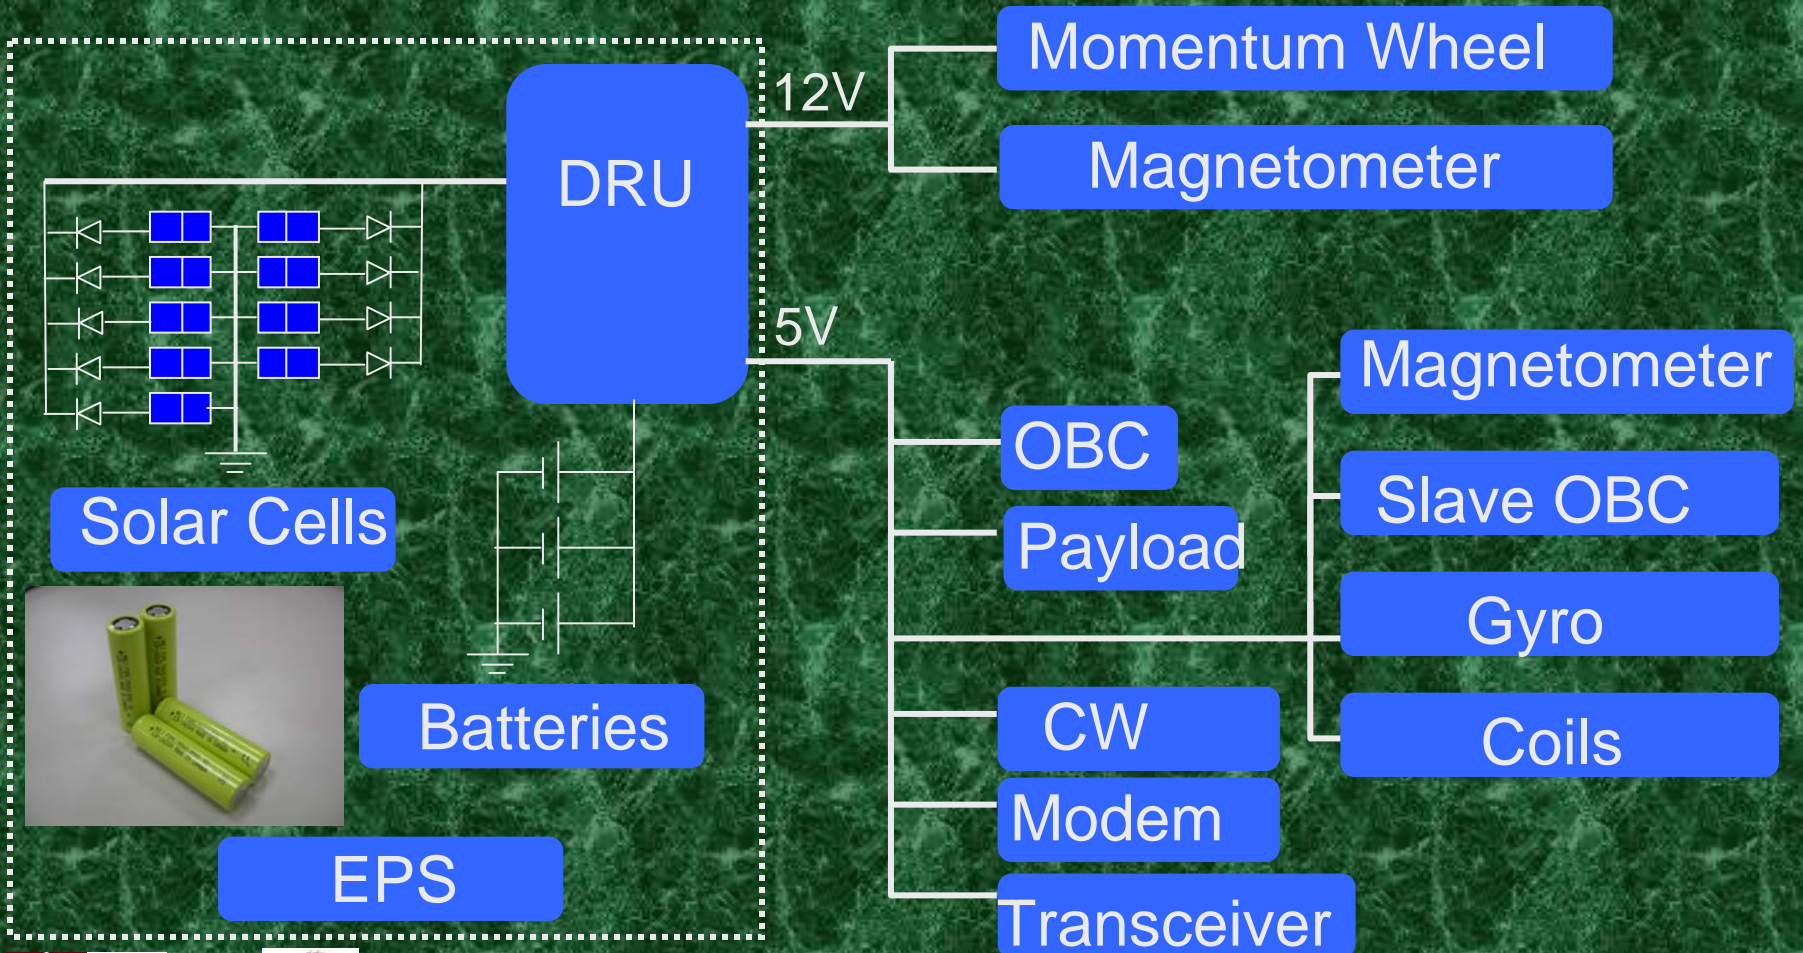 Momentum Wheel
12V
DRU
Magnetometer
5V
Magnetometer
OBC
Slave OBC
Solar Cells
Payload
Gyro
Batteries
CW
Coils
Modem
EPS
Transceiver